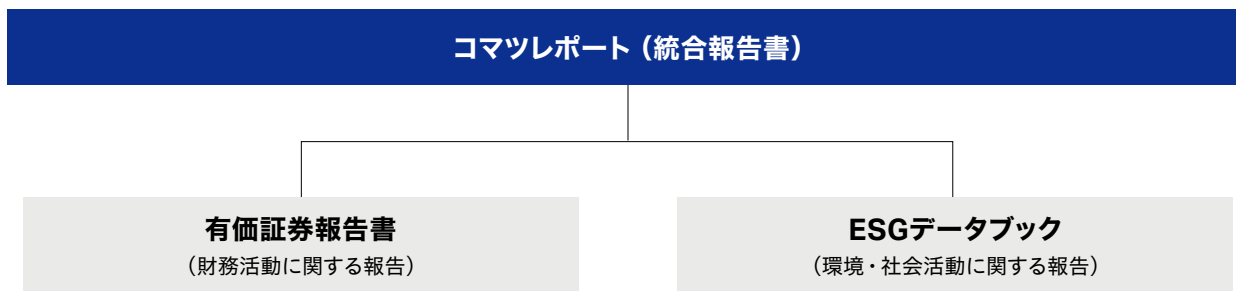 コマツレポート（統合報告書）
有価証券報告書
（財務活動に関する報告）
ESGデータブック
（環境・社会活動に関する報告）